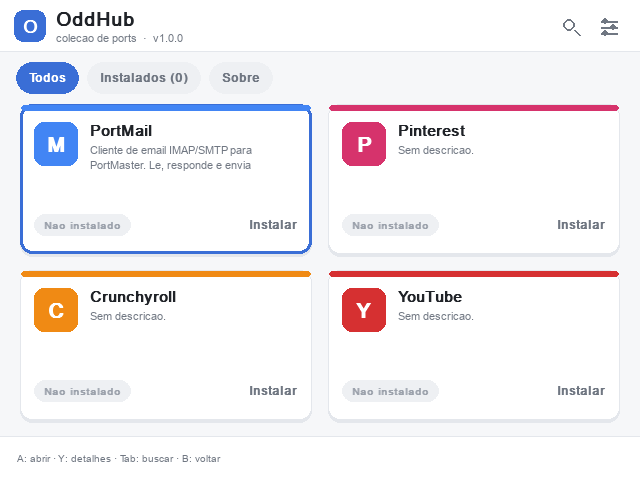 O
OddHub
colecao de ports · v1.0.0
Todos
Instalados (0)
Sobre
M
PortMail
Cliente de email IMAP/SMTP para
PortMaster. Le, responde e envia
Nao instalado
Instalar
P
Pinterest
Sem descricao.
Nao instalado
Instalar
C
Crunchyroll
Sem descricao.
Nao instalado
Instalar
Y
YouTube
Sem descricao.
Nao instalado
Instalar
A: abrir · Y: detalhes · Tab: buscar · B: voltar